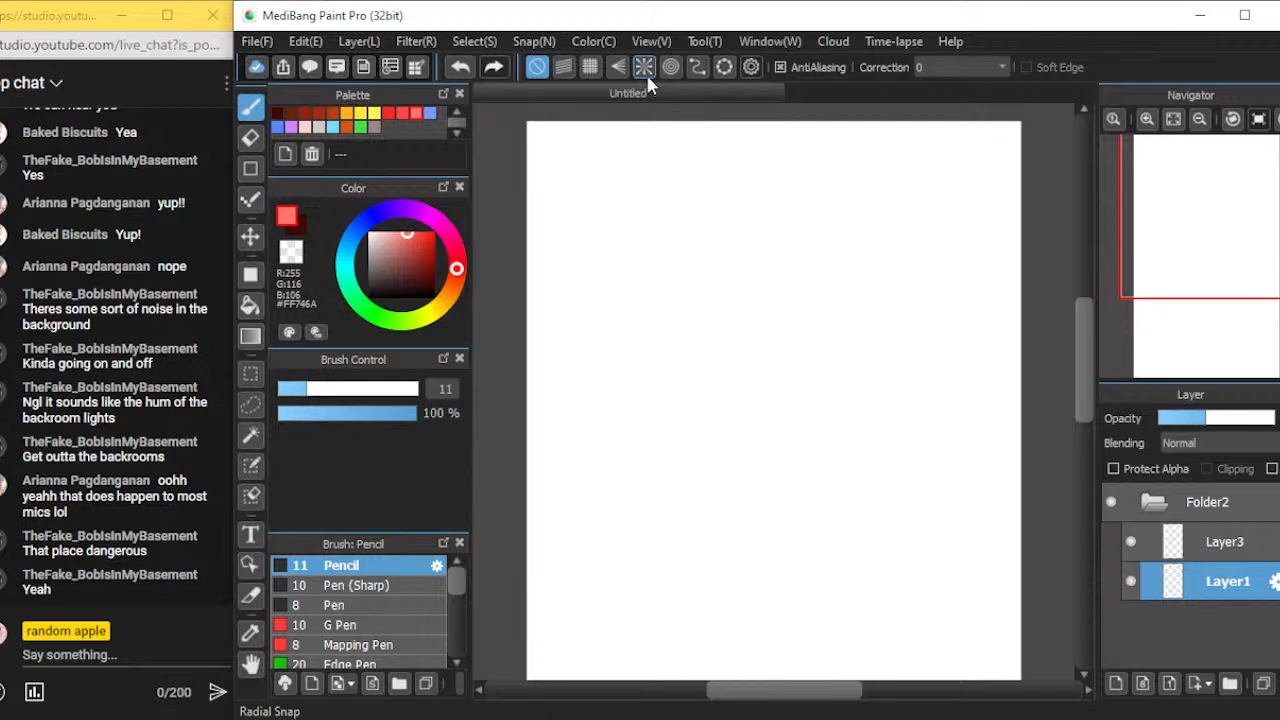 ps://studio.youtu...
tudio.youtube.com/live_chat?is_po...
p chat
Baked Biscuits Yea
TheFake_BobIsInMyBasement
Yes
Arianna Pagdanganan yup!!
Baked Biscuits Yup!
Arianna Pagdanganan nope
TheFake_BobIsInMyBasement
Theres some sort of noise in the
background
TheFake_BobIsInMyBasement
Kinda going on and off
TheFake_BobIsInMyBasement
Ngl it sounds like the hum of the
backroom lights
TheFake_BobIsInMyBasement
Get outta the backrooms
Arianna Pagdanganan oohh
yeahh that does happen to most
mics lol
TheFake_BobIsInMyBasement
That place dangerous
TheFake_BobIsInMyBasement
Yeah
random apple
Say something...
0/200
MediBang Paint Pro (32bit)
File(F) Edit(E) Layer(L) Filter(R) Select(S) Snap(N) Color(C) View(V) Tool(T) Window(W) Cloud Time-lapse Help
AntiAliasing Correction 0 Soft Edge
Untitled
Palette
---
Color
R:255
G:116
B:106
#FF746A
Brush Control
11
100 %
Brush: Pencil
11 Pencil
10 Pen (Sharp)
8 Pen
10 G Pen
8 Mapping Pen
20 Edge Pen
T
Navigator
Layer
Opacity
Blending Normal
Protect Alpha Clipping
Folder2
Layer3
Layer1
Radial Snap